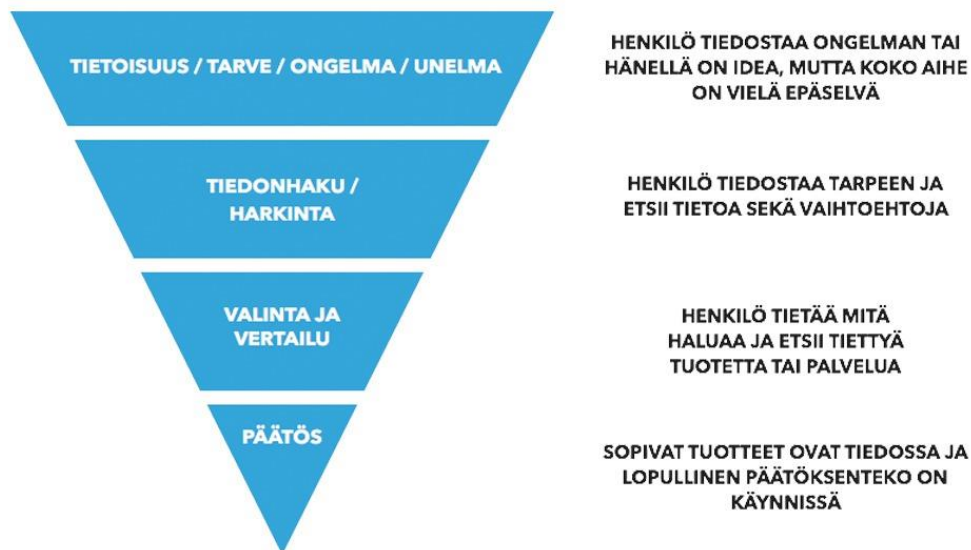 TIETOISUUS / TARVE / ONGELMA / UNELMA
HENKILÖ TIEDOSTAA ONGELMAN TAI
HÄNELLÄ ON IDEA, MUTTA KOKO AIHE
ON VIELÄ EPÄSELVÄ
TIEDONHAKU /
HARKINTA
HENKILÖ TIEDOSTAA TARPEEN JA
ETSII TIETOA SEKÄ VAIHTOEHTOJA
VALINTA JA
VERTAILU
HENKILÖ TIETÄÄ MITÄ
HALUAA JA ETSII TIETTYÄ
TUOTETTA TAI PALVELUA
PÄÄTÖS
SOPIVAT TUOTTEET OVAT TIEDOSSA JA
LOPULLINEN PÄÄTÖKSENTEKO ON
KÄYNNISSÄ